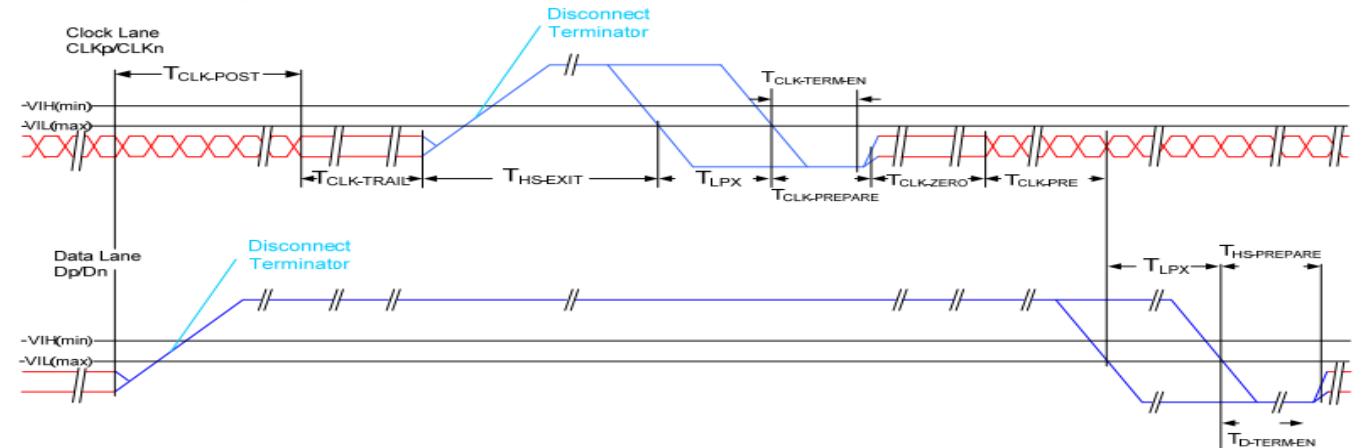 Disconnect
Terminator
Clock Lane
CLKp/CLKn
TCLK-POST
TCLK-TERM-EN
-VIH(min)
-VIL(max)
TCLK-TRAIL
THS-EXIT
TLPX
TCLK-PREPARE
TCLK-ZERO
TCLK-PRE
Disconnect
Terminator
Data Lane
Dp/Dn
TLPX
THS-PREPARE
-VIH(min)
-VIL(max)
TD-TERM-EN